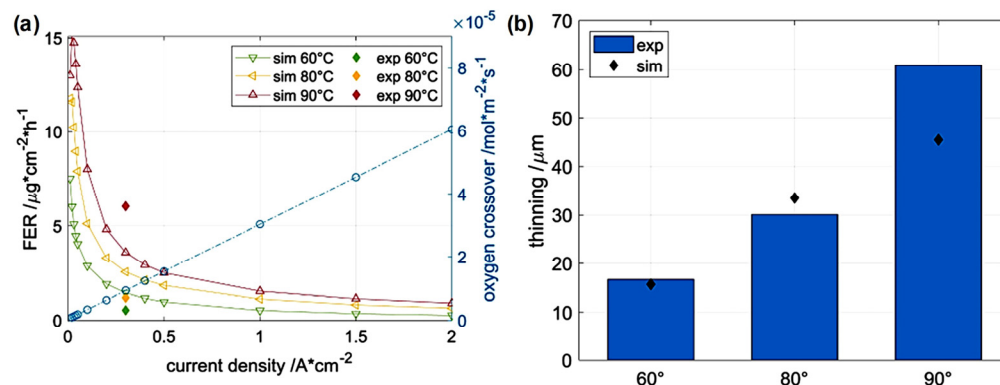 (a)
×10⁻⁵
15
10
5
0
FER /μg*cm⁻²*h⁻¹
sim 60°C
sim 80°C
sim 90°C
exp 60°C
exp 80°C
exp 90°C
8
6
4
2
0
oxygen crossover /mol*m⁻²*s⁻¹
0 0.5 1 1.5 2
current density /A*cm⁻²
(b)
70
60
50
40
30
20
10
0
thinning /μm
exp
sim
60° 80° 90°